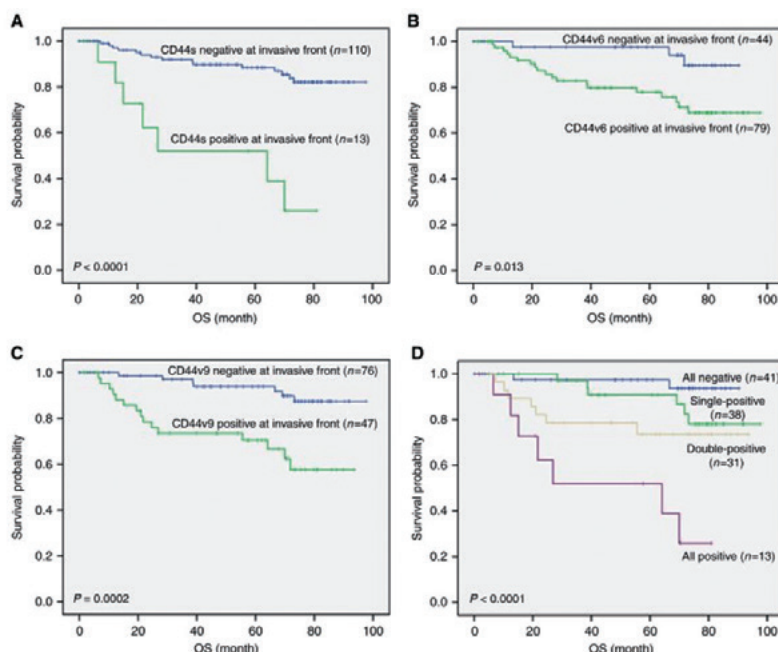 A
1.0
0.8
0.6
0.4
0.2
0.0
Survival probability
CD44s negative at invasive front (n=110)
CD44s positive at invasive front (n=13)
P < 0.0001
0 20 40 60 80 100
OS (month)
B
1.0
0.8
0.6
0.4
0.2
0.0
Survival probability
CD44v6 negative at invasive front (n=44)
CD44v6 positive at invasive front (n=79)
P = 0.013
0 20 40 60 80 100
OS (month)
C
1.0
0.8
0.6
0.4
0.2
0.0
Survival probability
CD44v9 negative at invasive front (n=76)
CD44v9 positive at invasive front (n=47)
P = 0.0002
0 20 40 60 80 100
OS (month)
D
1.0
0.8
0.6
0.4
0.2
0.0
Survival probability
All negative (n=41)
Single-positive
(n=38)
Double-positive
(n=31)
All positive (n=13)
P < 0.0001
0 20 40 60 80 100
OS (month)